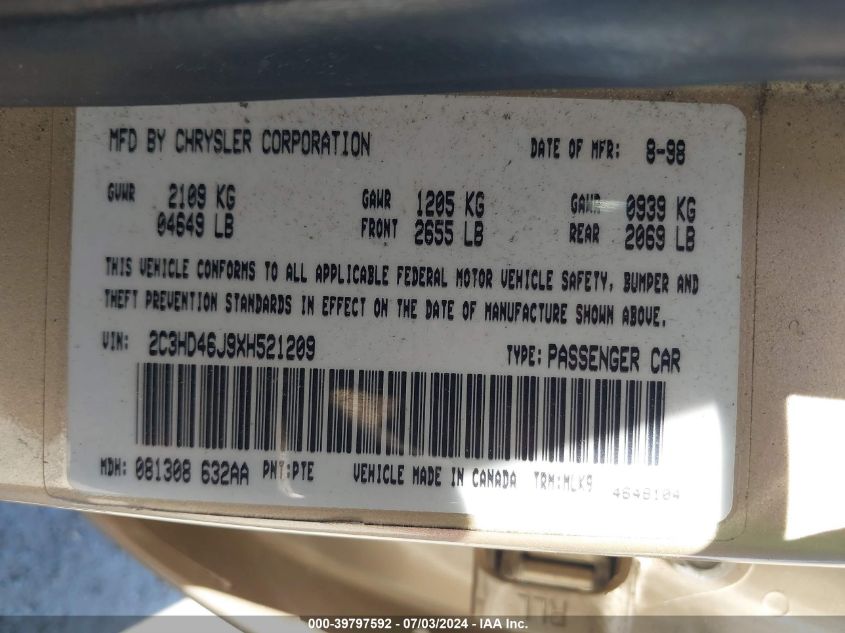 MFD BY CHRYSLER CORPORATION DATE OF MFR: 8-98
GVWR 2109 KG GAWR 1205 KG GAWR 0939 KG
04649 LB FRONT 2655 LB REAR 2069 LB
THIS VEHICLE CONFORMS TO ALL APPLICABLE FEDERAL MOTOR VEHICLE SAFETY, BUMPER AND
THEFT PREVENTION STANDARDS IN EFFECT ON THE DATE OF MANUFACTURE SHOWN ABOVE.
VIN: 2C3HD46J9XH521209 TYPE: PASSENGER CAR
MDH: 081308 632AA PNT:PTE VEHICLE MADE IN CANADA TRM:MLK9
4648104
RLL
000-39797592 - 07/03/2024 - IAA Inc.